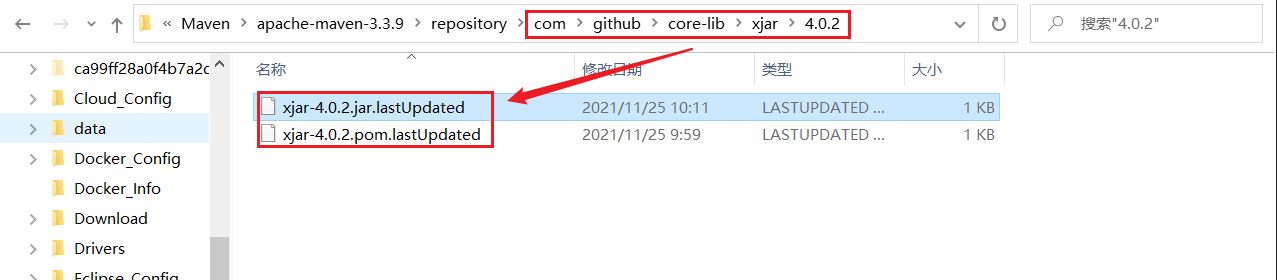 « Maven › apache-maven-3.3.9 › repository › com › github › core-lib › xjar › 4.0.2
搜索"4.0.2"
名称 修改日期 类型 大小
ca99ff28a0f4b7a2c
Cloud_Config
data
Docker_Config
Docker_Info
Download
Drivers
Eclipse_Config
xjar-4.0.2.jar.lastUpdated 2021/11/25 10:11 LASTUPDATED ... 1 KB
xjar-4.0.2.pom.lastUpdated 2021/11/25 9:59 LASTUPDATED ... 1 KB